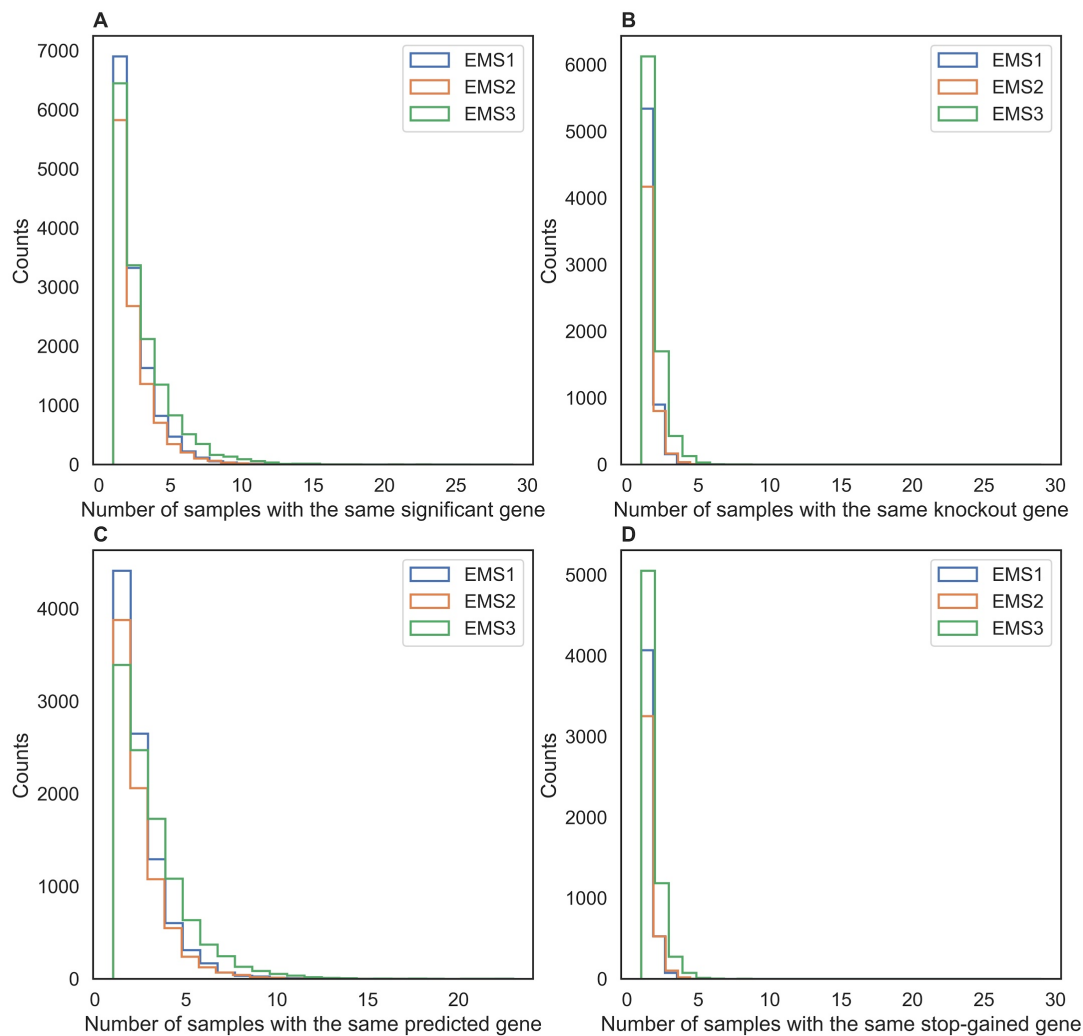 A
7000
6000
5000
4000
3000
2000
1000
0
Counts
0 5 10 15 20 25 30
Number of samples with the same significant gene
EMS1
EMS2
EMS3
B
6000
5000
4000
3000
2000
1000
0
Counts
0 5 10 15 20 25 30
Number of samples with the same knockout gene
EMS1
EMS2
EMS3
C
4000
3000
2000
1000
0
Counts
0 5 10 15 20
Number of samples with the same predicted gene
EMS1
EMS2
EMS3
D
5000
4000
3000
2000
1000
0
Counts
0 5 10 15 20 25 30
Number of samples with the same stop-gained gene
EMS1
EMS2
EMS3